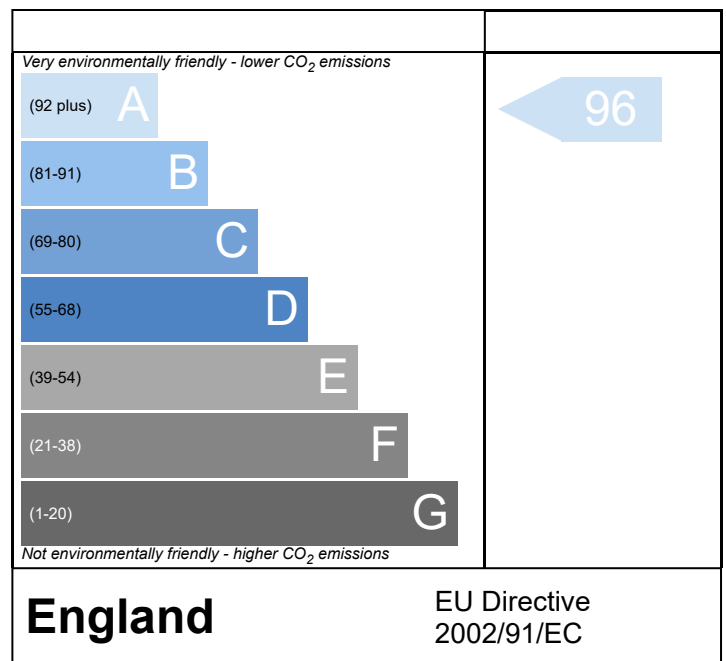 Very environmentally friendly - lower CO2 emissions
(92 plus) A
96
(81-91) B
(69-80) C
(55-68) D
(39-54) E
(21-38) F
(1-20) G
Not environmentally friendly - higher CO2 emissions
England
EU Directive
2002/91/EC